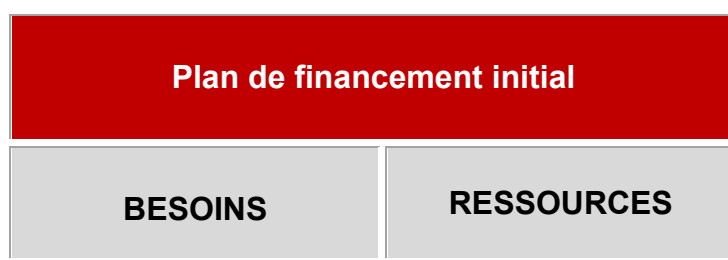 Plan de financement initial
BESOINS
RESSOURCES